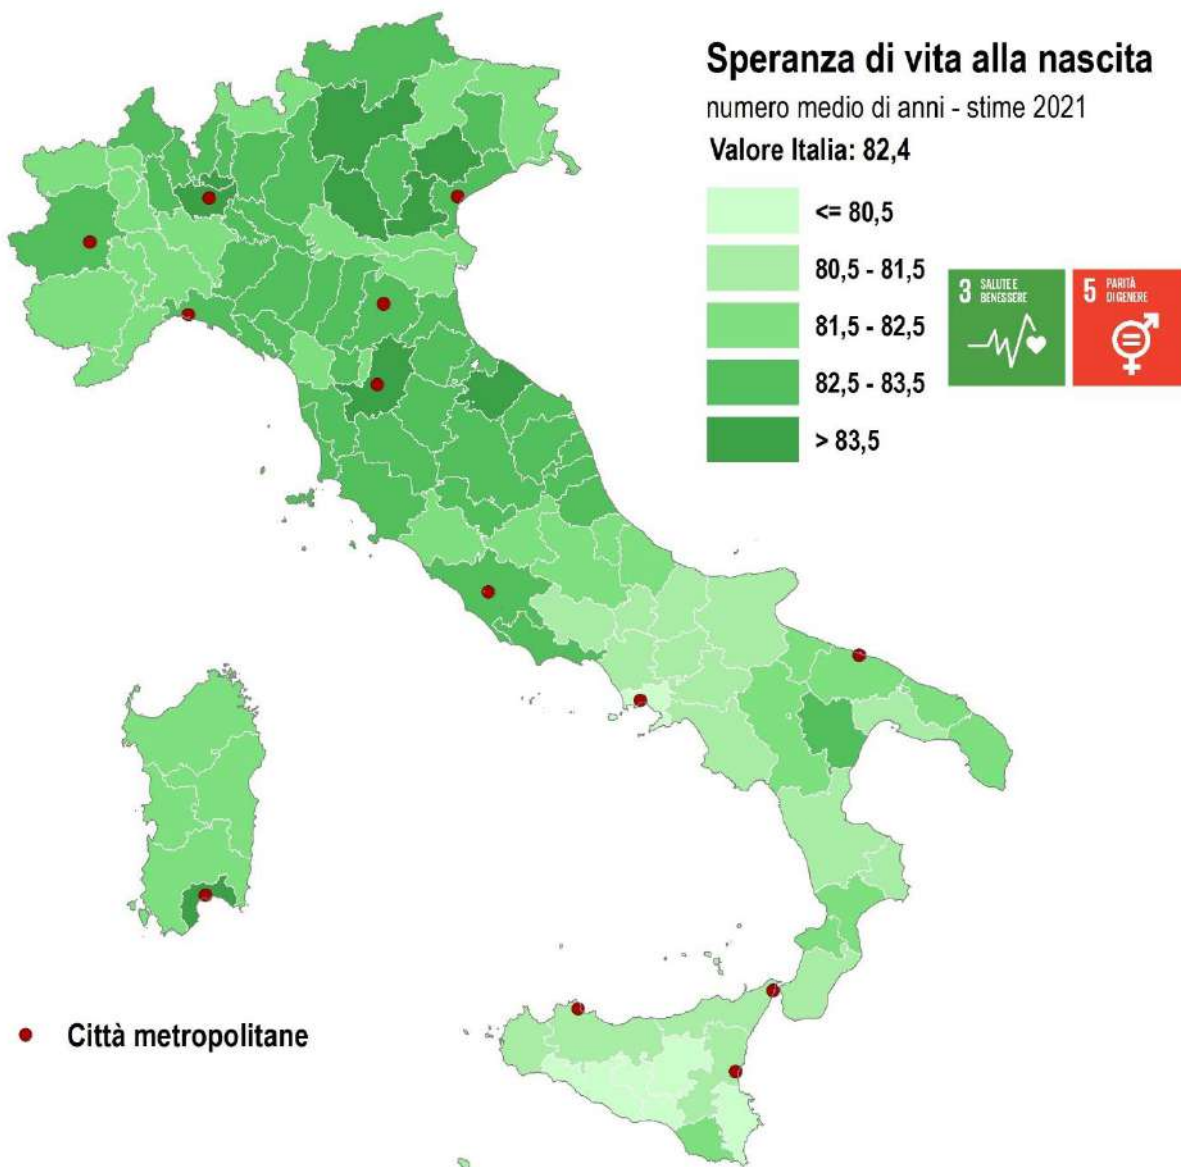 Speranza di vita alla nascita
numero medio di anni - stime 2021
Valore Italia: 82,4
<= 80,5
80,5 - 81,5
81,5 - 82,5
82,5 - 83,5
> 83,5
3 SALUTE E
BENESSERE
5 PARITÀ
DI GENERE
Città metropolitane